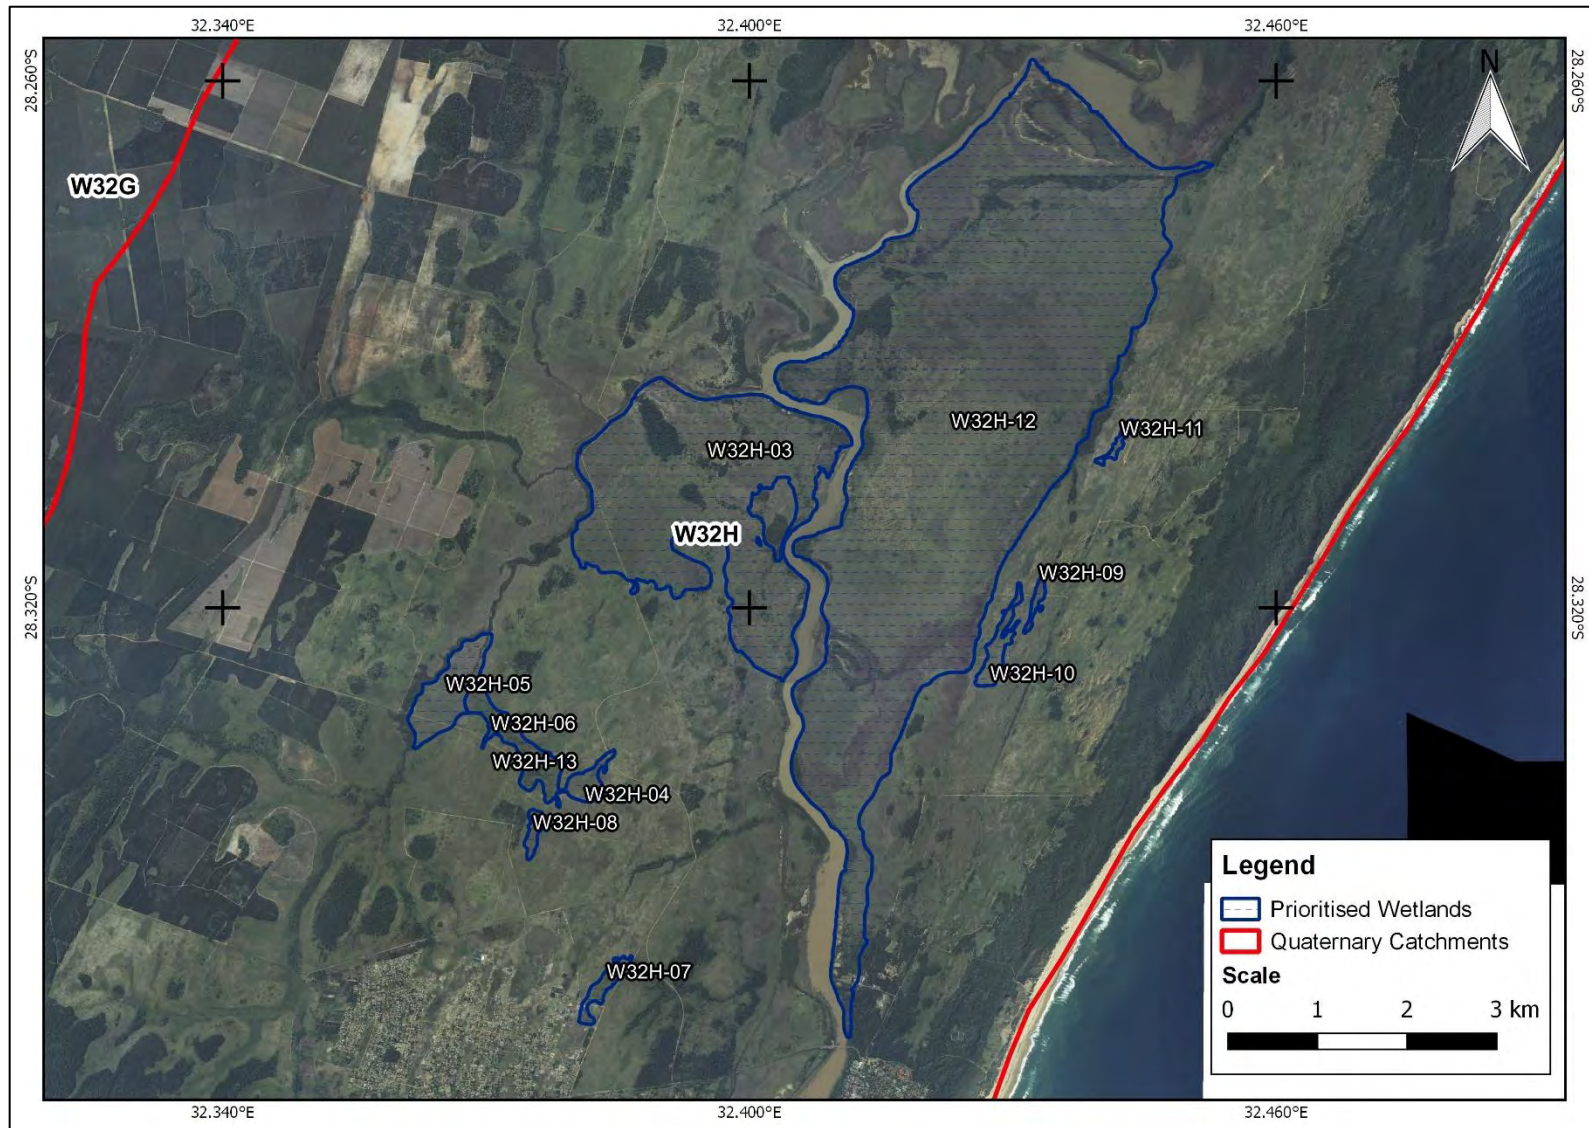 32.340°E
32.400°E
32.460°E
28.260°S
28.260°S
N
W32G
W32H-12
W32H-11
W32H-03
W32H
W32H-09
28.320°S
28.320°S
W32H-10
W32H-05
W32H-06
W32H-13
W32H-04
W32H-08
W32H-07
Legend
Prioritised Wetlands
Quaternary Catchments
Scale
0 1 2 3 km
32.340°E
32.400°E
32.460°E